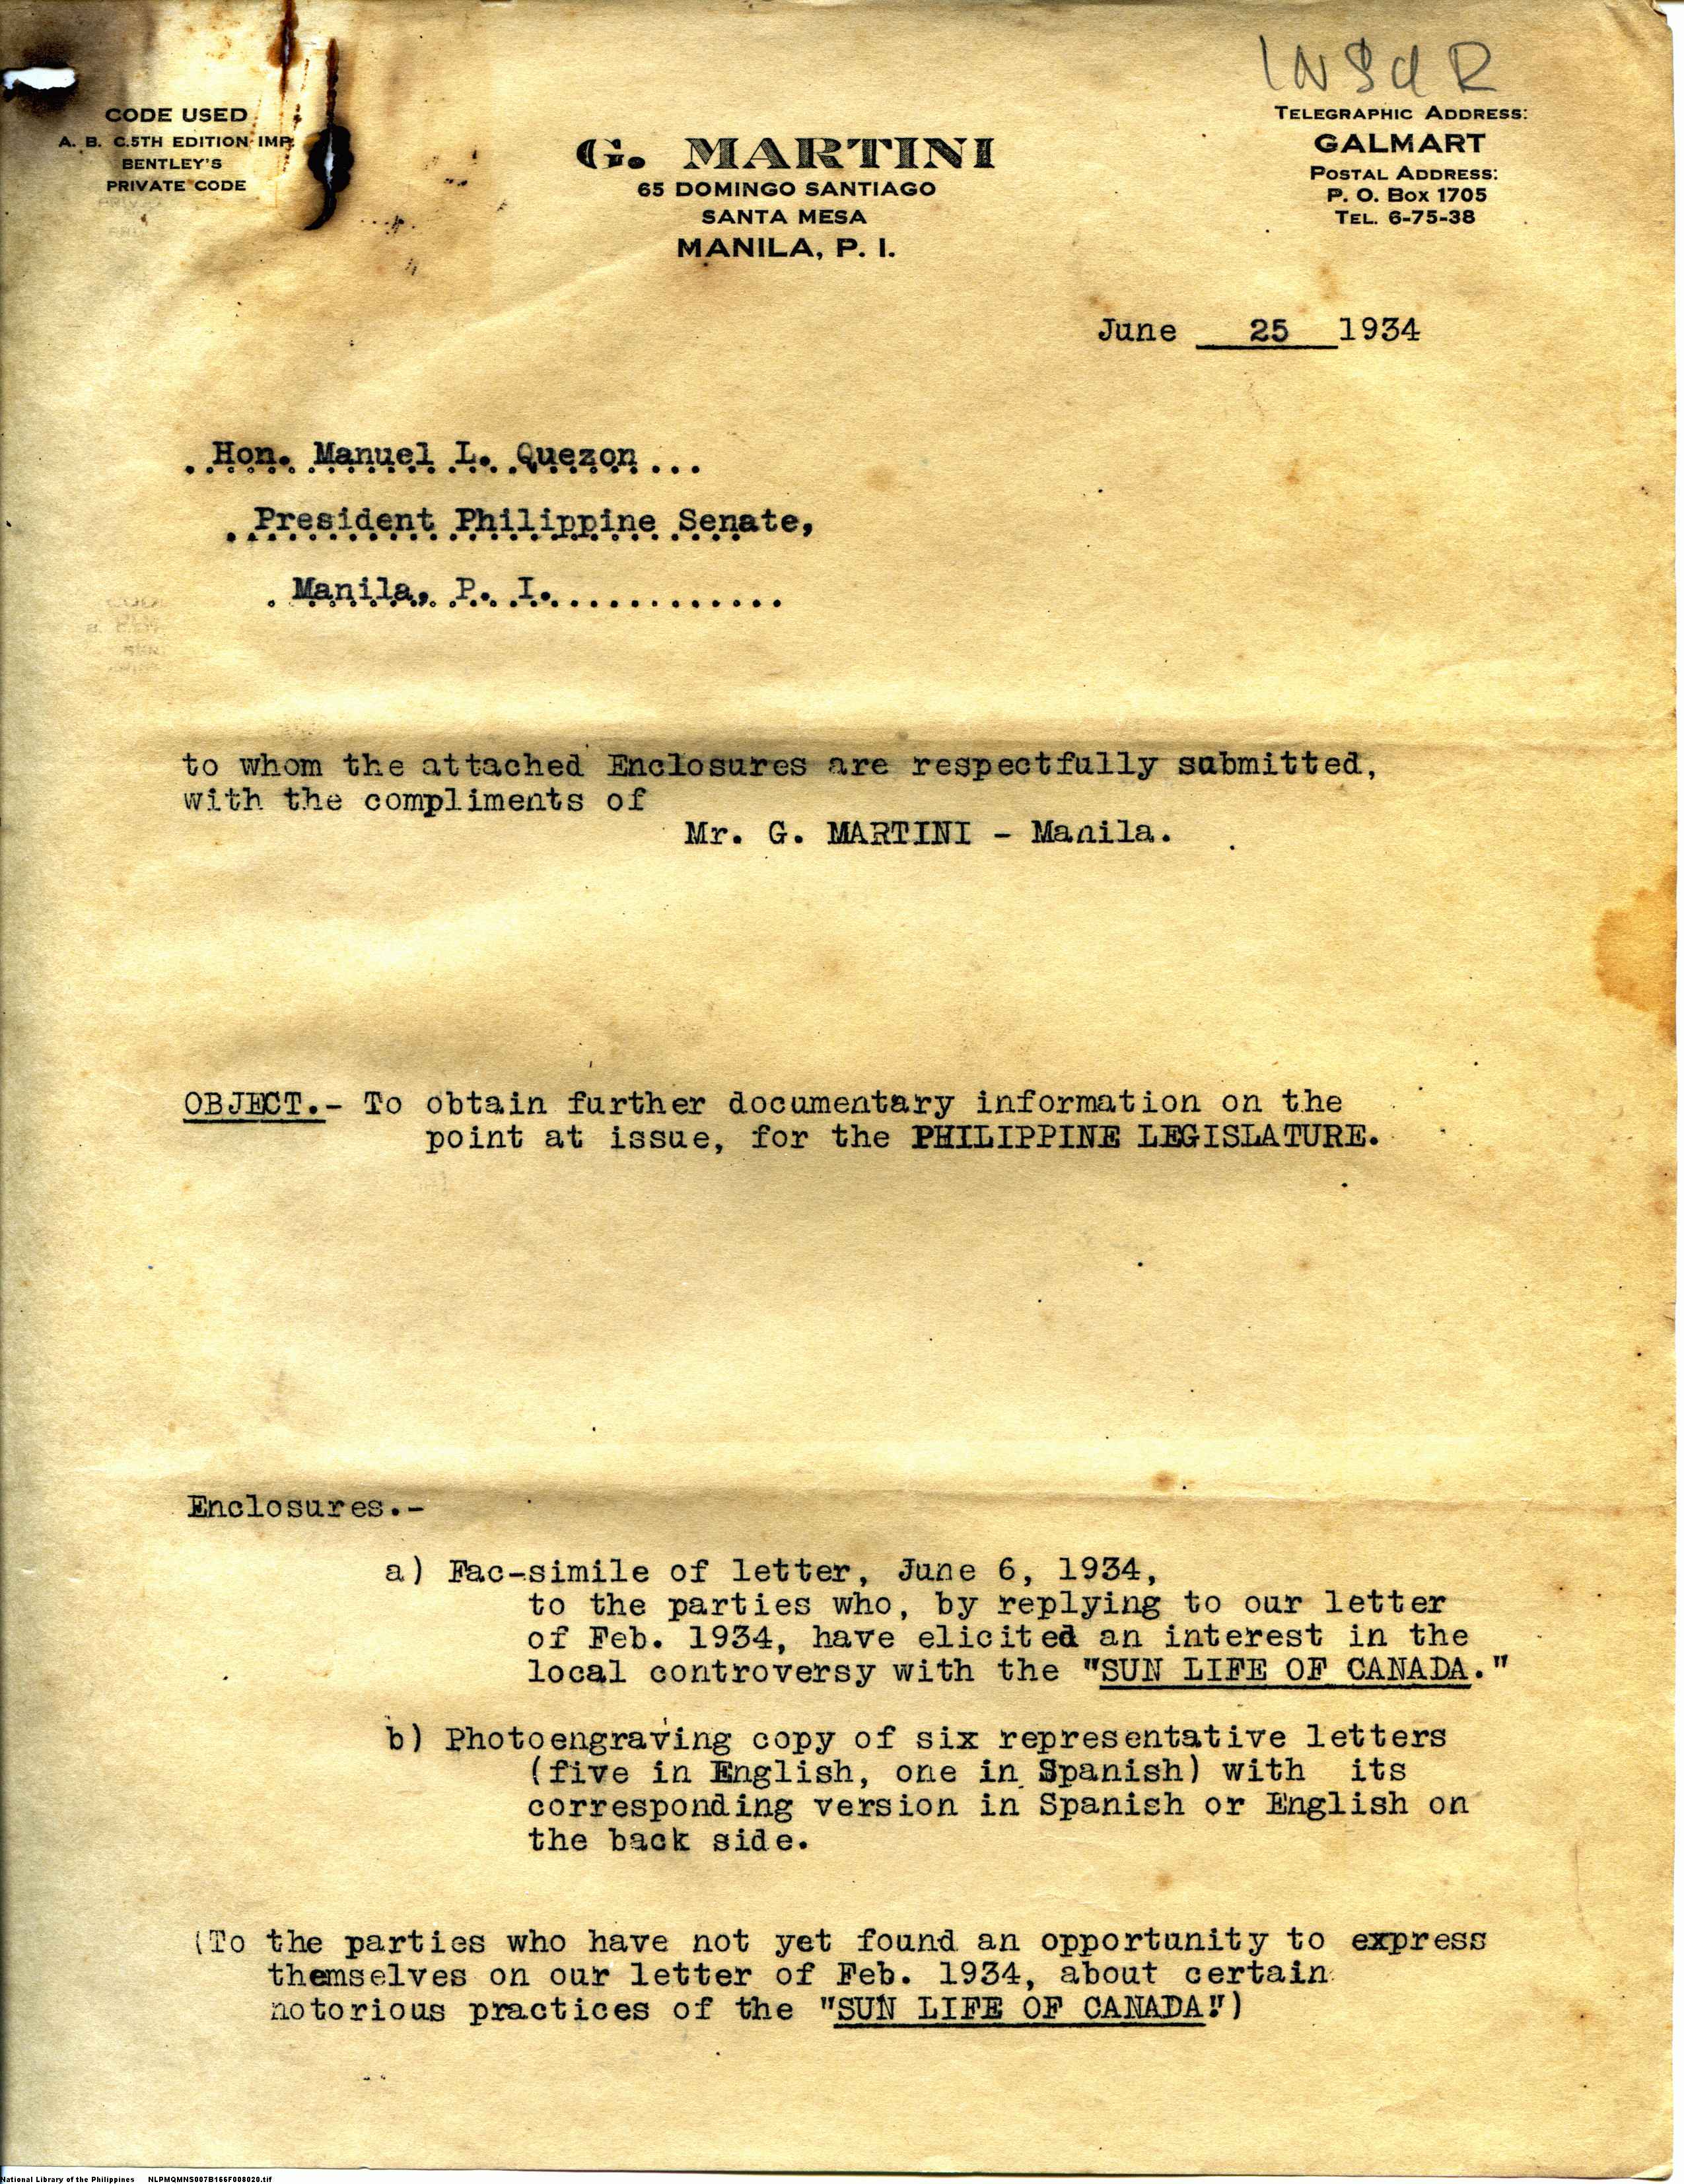 INSUR
CODE USED
A. B. C. 5TH EDITION IMP.
BENTLEY'S
PRIVATE CODE
G. MARTINI
65 DOMINGO SANTIAGO
SANTA MESA
MANILA, P. I.
TELEGRAPHIC ADDRESS:
GALMART
POSTAL ADDRESS:
P. O. BOX 1705
TEL. 6-75-38
June 25 1934
Hon. Manuel L. Quezon...
President Philippine Senate,
Manila, P. I.............
to whom the attached Enclosures are respectfully submitted,
with the compliments of
Mr. G. MARTINI - Manila.
OBJECT.- To obtain further documentary information on the
point at issue, for the PHILIPPINE LEGISLATURE.
Enclosures.-
a) Fac-simile of letter, June 6, 1934,
to the parties who, by replying to our letter
of Feb. 1934, have elicited an interest in the
local controversy with the "SUN LIFE OF CANADA."
b) Photoengraving copy of six representative letters
(five in English, one in Spanish) with its
corresponding version in Spanish or English on
the back side.
(To the parties who have not yet found an opportunity to express
themselves on our letter of Feb. 1934, about certain
notorious practices of the "SUN LIFE OF CANADA")
National Library of the Philippines NLPMQMNS007B166F008020.tif